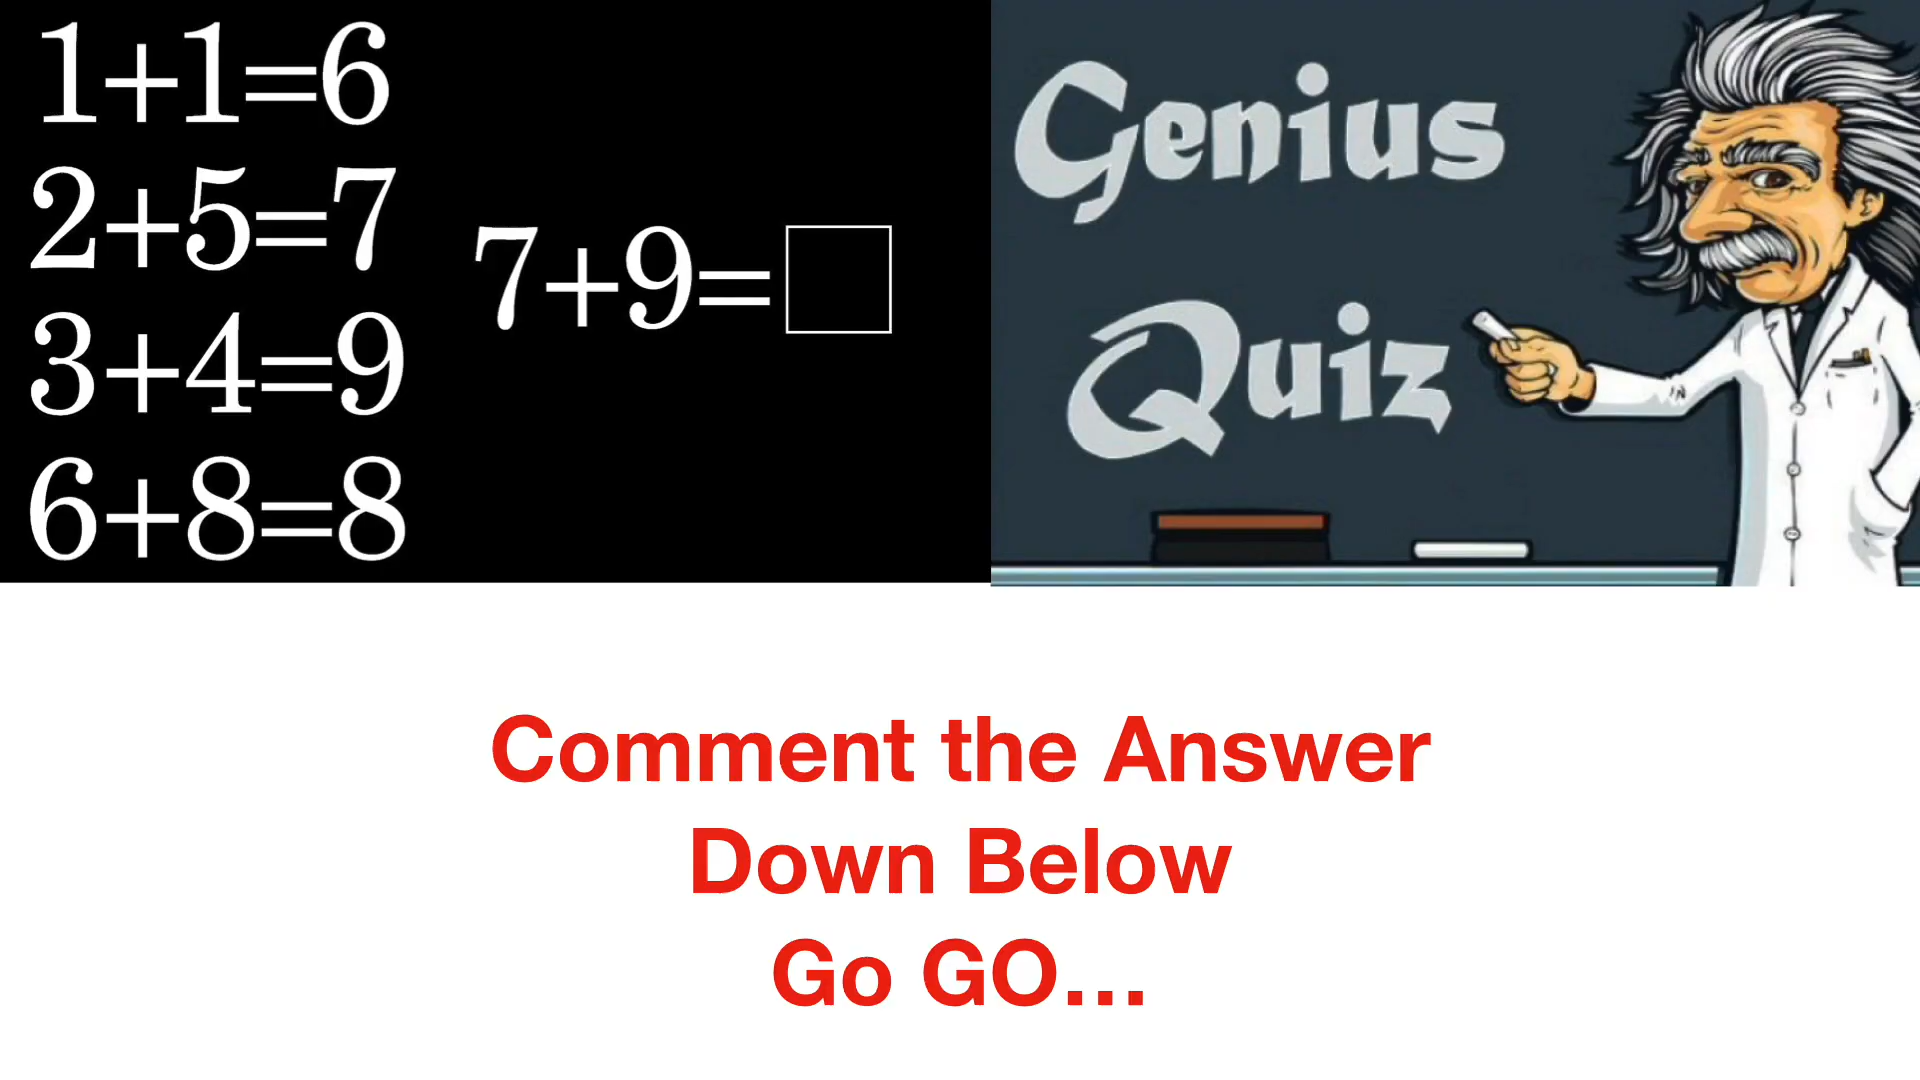 1+1=6
2+5=7
3+4=9
6+8=8
7+9=□
Genius
Quiz
Comment the Answer
Down Below
Go GO...